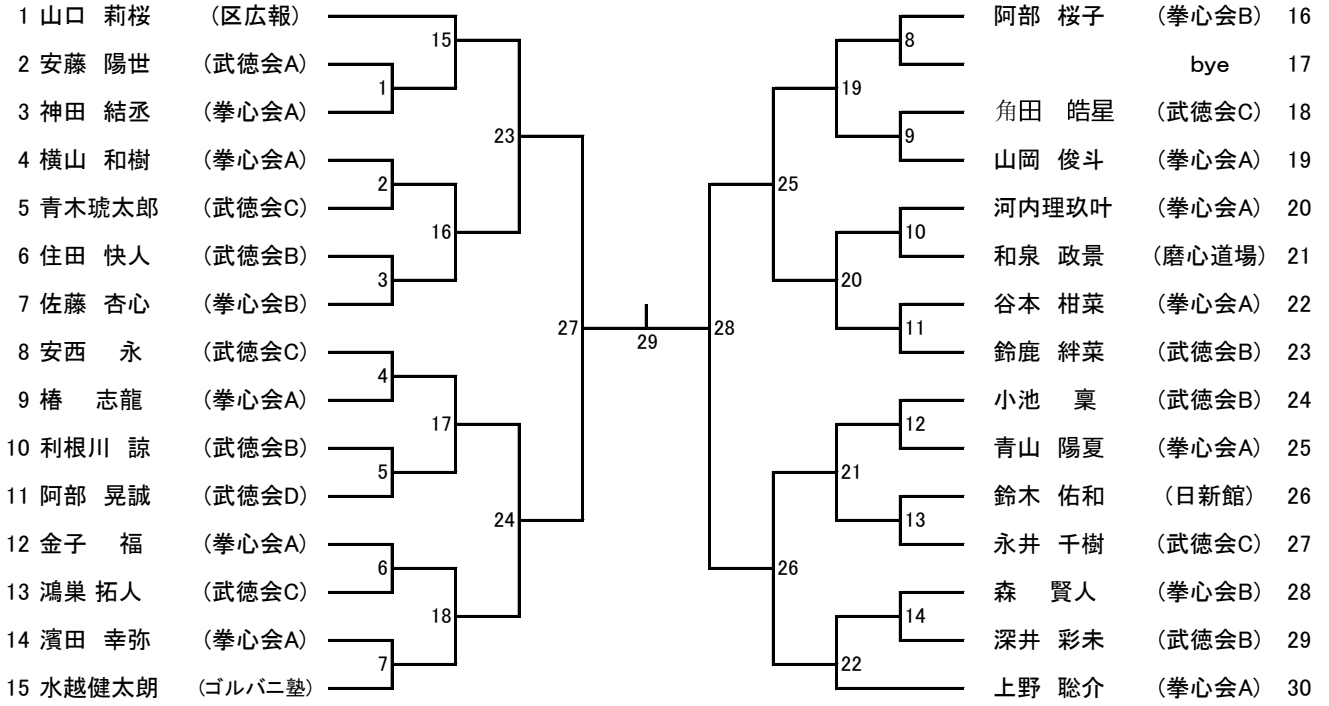 1 山口 莉桜 (区広報)
2 安藤 陽世 (武徳会A)
3 神田 結丞 (拳心会A)
4 横山 和樹 (拳心会A)
5 青木琥太郎 (武徳会C)
6 住田 快人 (武徳会B)
7 佐藤 杏心 (拳心会B)
8 安西 永 (武徳会C)
9 椿 志龍 (拳心会A)
10 利根川 諒 (武徳会B)
11 阿部 晃誠 (武徳会D)
12 金子 福 (拳心会A)
13 鴻巣 拓人 (武徳会C)
14 濱田 幸弥 (拳心会A)
15 水越健太朗 (ゴルバニ塾)
1
2
3
4
5
6
7
15
16
17
18
23
24
27
29
28
25
26
19
20
21
22
8
9
10
11
12
13
14
阿部 桜子 (拳心会B) 16
bye 17
角田 皓星 (武徳会C) 18
山岡 俊斗 (拳心会A) 19
河内理玖叶 (拳心会A) 20
和泉 政景 (磨心道場) 21
谷本 柑菜 (拳心会A) 22
鈴鹿 絆菜 (武徳会B) 23
小池 稟 (武徳会B) 24
青山 陽夏 (拳心会A) 25
鈴木 佑和 (日新館) 26
永井 千樹 (武徳会C) 27
森 賢人 (拳心会B) 28
深井 彩未 (武徳会B) 29
上野 聡介 (拳心会A) 30